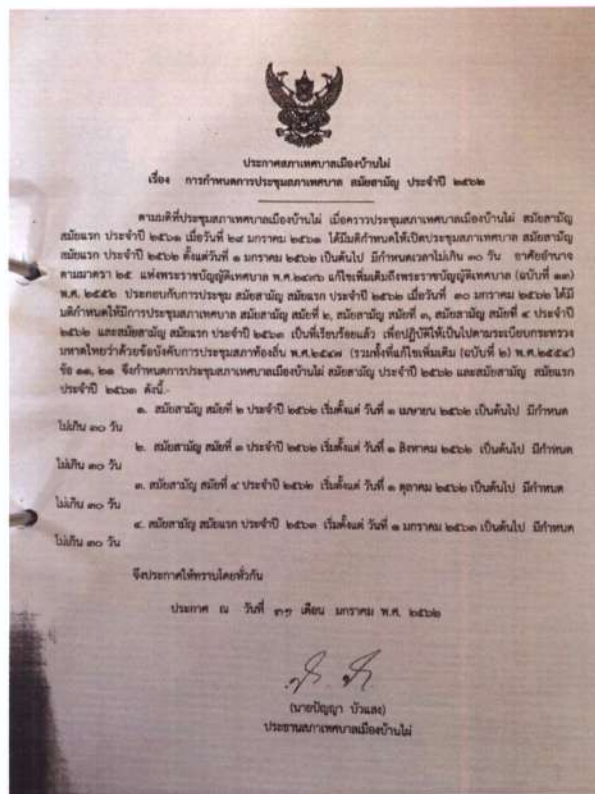 ประกาศสภาเทศบาลเมืองบ้านไผ่
เรื่อง การกำหนดการประชุมสภาเทศบาล สมัยสามัญ ประจำปี ๒๕๖๒
ตามมติที่ประชุมสภาเทศบาลเมืองบ้านไผ่ เมื่อคราวประชุมสภาเทศบาลเมืองบ้านไผ่ สมัยสามัญ
สมัยแรก ประจำปี ๒๕๖๑ เมื่อวันที่ ๒๙ มกราคม ๒๕๖๑ ได้มีมติกำหนดให้เปิดประชุมสภาเทศบาล สมัยสามัญ
สมัยแรก ประจำปี ๒๕๖๒ ตั้งแต่วันที่ ๑ มกราคม ๒๕๖๒ เป็นต้นไป มีกำหนดเวลาไม่เกิน ๓๐ วัน อาศัยอำนาจ
ตามมาตรา ๒๕ แห่งพระราชบัญญัติเทศบาล พ.ศ.๒๔๙๖ แก้ไขเพิ่มเติมถึงพระราชบัญญัติเทศบาล (ฉบับที่ ๑๓)
พ.ศ. ๒๕๕๒ ประกอบกับการประชุม สมัยสามัญ สมัยแรก ประจำปี ๒๕๖๒ เมื่อวันที่ ๓๐ มกราคม ๒๕๖๒ ได้มี
มติกำหนดให้มีการประชุมสภาเทศบาล สมัยสามัญ สมัยที่ ๒, สมัยสามัญ สมัยที่ ๓, สมัยสามัญ สมัยที่ ๔ ประจำปี
๒๕๖๒ และสมัยสามัญ สมัยแรก ประจำปี ๒๕๖๓ เป็นที่เรียบร้อยแล้ว เพื่อปฏิบัติให้เป็นไปตามระเบียบกระทรวง
มหาดไทยว่าด้วยข้อบังคับการประชุมสภาท้องถิ่น พ.ศ.๒๕๔๗ (รวมทั้งที่แก้ไขเพิ่มเติม (ฉบับที่ ๒) พ.ศ.๒๕๕๔)
ข้อ ๑๑, ๒๑ จึงกำหนดการประชุมสภาเทศบาลเมืองบ้านไผ่ สมัยสามัญ ประจำปี ๒๕๖๒ และสมัยสามัญ สมัยแรก
ประจำปี ๒๕๖๓ ดังนี้.-
๑. สมัยสามัญ สมัยที่ ๒ ประจำปี ๒๕๖๒ เริ่มตั้งแต่ วันที่ ๑ เมษายน ๒๕๖๒ เป็นต้นไป มีกำหนด
ไม่เกิน ๓๐ วัน
๒. สมัยสามัญ สมัยที่ ๓ ประจำปี ๒๕๖๒ เริ่มตั้งแต่ วันที่ ๑ สิงหาคม ๒๕๖๒ เป็นต้นไป มีกำหนด
ไม่เกิน ๓๐ วัน
๓. สมัยสามัญ สมัยที่ ๔ ประจำปี ๒๕๖๒ เริ่มตั้งแต่ วันที่ ๑ ตุลาคม ๒๕๖๒ เป็นต้นไป มีกำหนด
ไม่เกิน ๓๐ วัน
๔. สมัยสามัญ สมัยแรก ประจำปี ๒๕๖๓ เริ่มตั้งแต่ วันที่ ๑ มกราคม ๒๕๖๓ เป็นต้นไป มีกำหนด
ไม่เกิน ๓๐ วัน
จึงประกาศให้ทราบโดยทั่วกัน
ประกาศ ณ วันที่ ๓๑ เดือน มกราคม พ.ศ. ๒๕๖๒
(นายปัญญา บัวแสง)
ประธานสภาเทศบาลเมืองบ้านไผ่